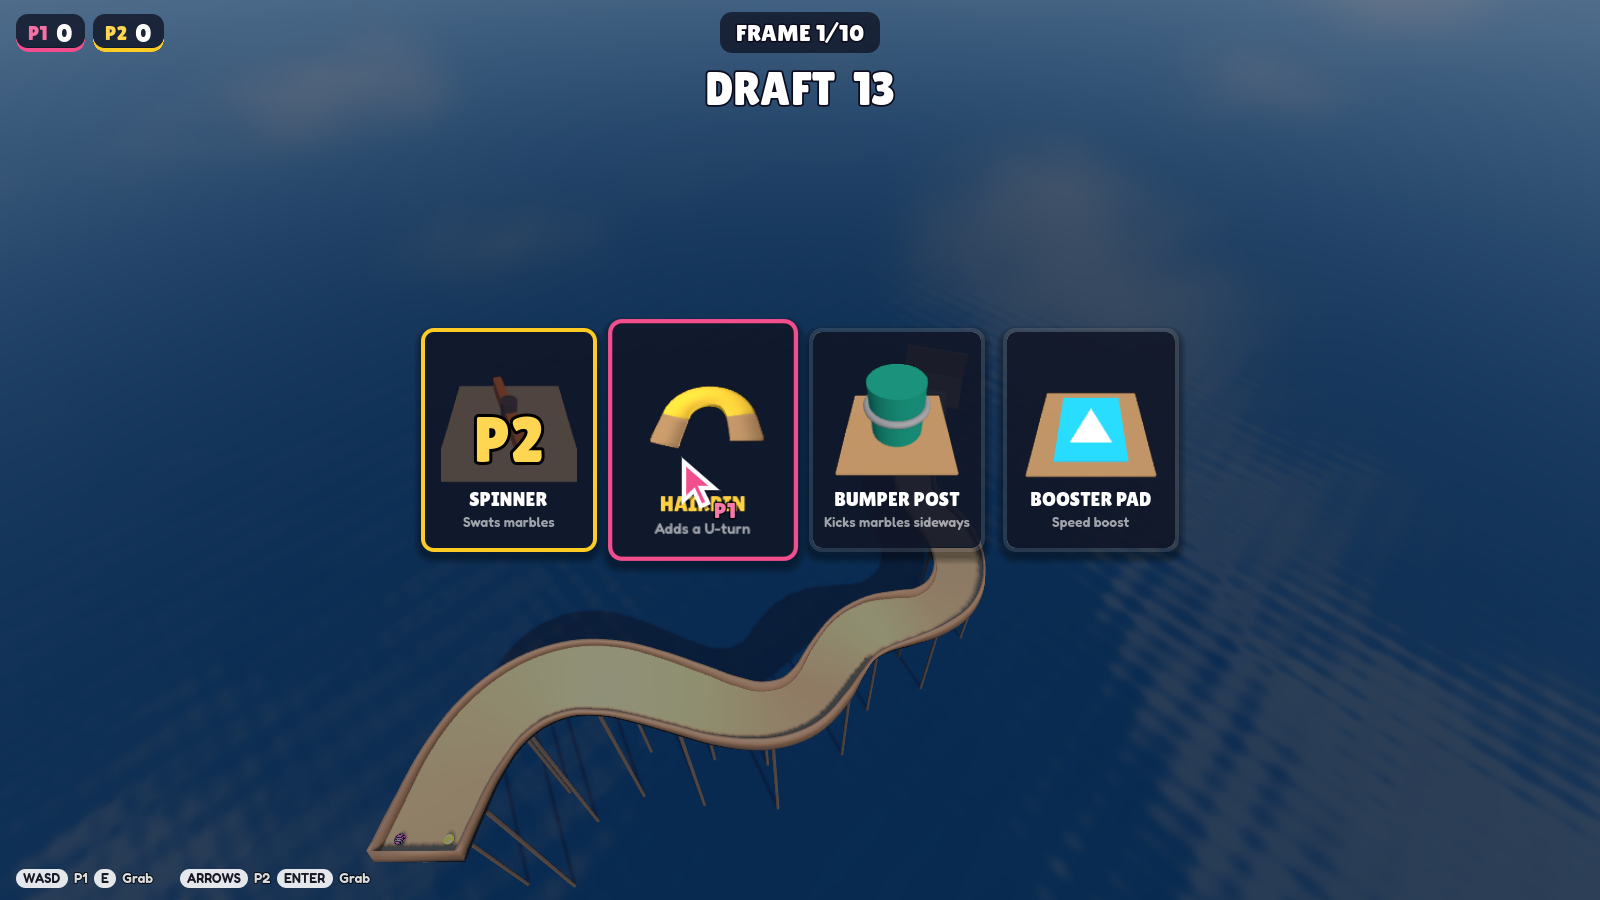 P1 0 P2 0
FRAME 1/10
DRAFT 13
P2
SPINNER
Swats marbles
HAIRPIN
P1
Adds a U-turn
BUMPER POST
Kicks marbles sideways
BOOSTER PAD
Speed boost
WASD P1 E Grab ARROWS P2 ENTER Grab